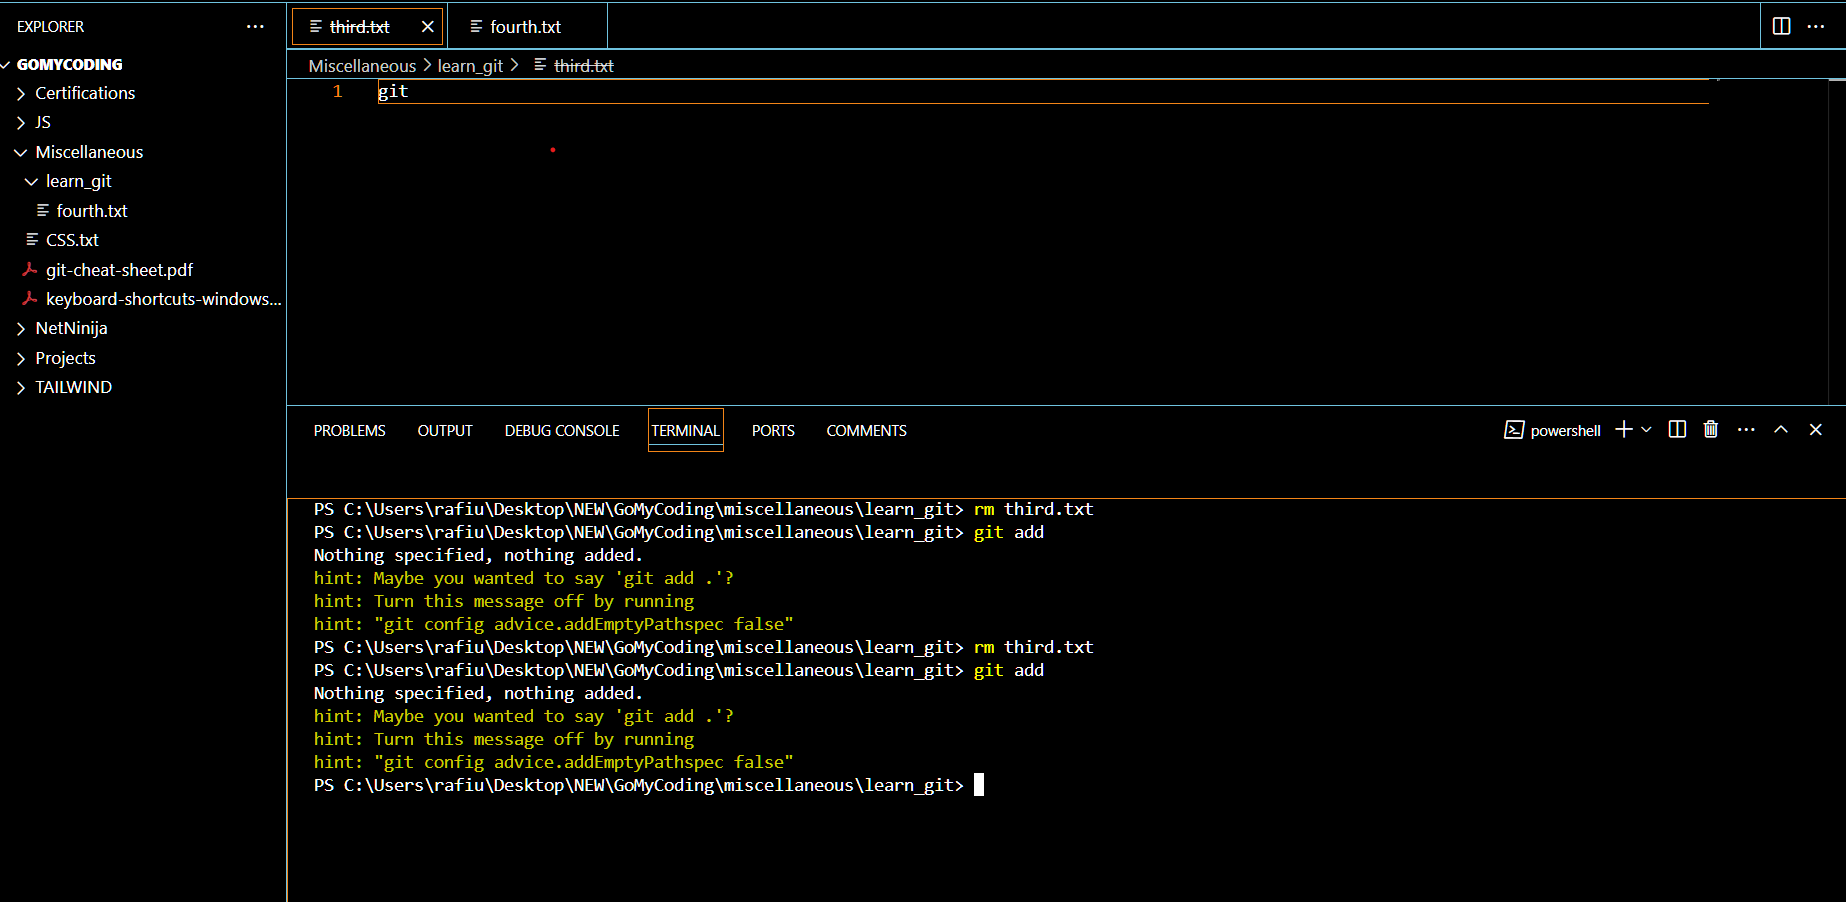 EXPLORER
GOMYCODING
Certifications
JS
Miscellaneous
learn_git
fourth.txt
CSS.txt
git-cheat-sheet.pdf
keyboard-shortcuts-windows...
NetNinija
Projects
TAILWIND
third.txt
fourth.txt
Miscellaneous > learn_git > third.txt
1 git
PROBLEMS OUTPUT DEBUG CONSOLE TERMINAL PORTS COMMENTS
powershell
PS C:\Users\rafiu\Desktop\NEW\GoMyCoding\miscellaneous\learn_git> rm third.txt
PS C:\Users\rafiu\Desktop\NEW\GoMyCoding\miscellaneous\learn_git> git add
Nothing specified, nothing added.
hint: Maybe you wanted to say 'git add .'?
hint: Turn this message off by running
hint: "git config advice.addEmptyPathspec false"
PS C:\Users\rafiu\Desktop\NEW\GoMyCoding\miscellaneous\learn_git> rm third.txt
PS C:\Users\rafiu\Desktop\NEW\GoMyCoding\miscellaneous\learn_git> git add
Nothing specified, nothing added.
hint: Maybe you wanted to say 'git add .'?
hint: Turn this message off by running
hint: "git config advice.addEmptyPathspec false"
PS C:\Users\rafiu\Desktop\NEW\GoMyCoding\miscellaneous\learn_git>